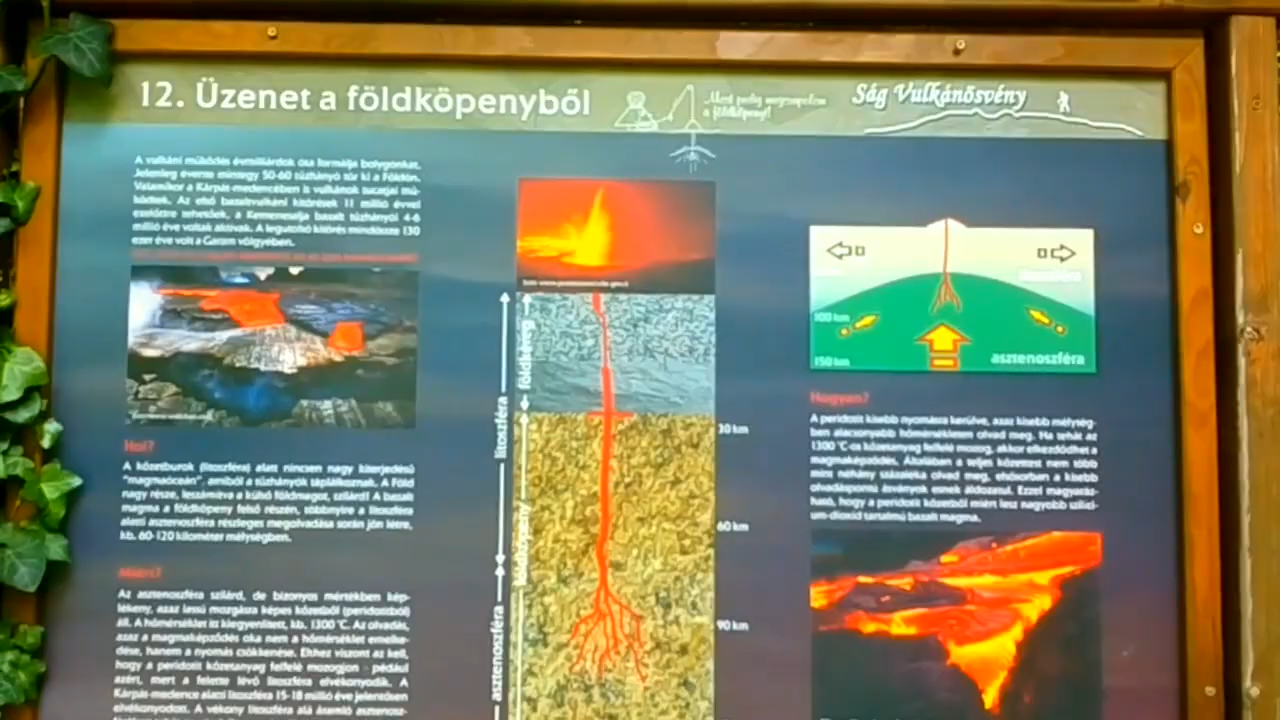 12. Üzenet a földköpenyből
Ság Vulkánösvény
A vulkáni működés évmilliárdok óta formálja bolygónkat.
Jelenleg évente mintegy 50-60 tűzhányó tör ki a Földön.
Valamikor a Kárpát-medencében is vulkánok sucatjai mű-
ködtek. Az első bazaltvulkáni kitörések 11 millió évvel
ezelőttre tehetőek, a Kemenesalja bazalt tűzhányói 4-6
millió éve voltak aktívak. A legutolsó kitörés mindössze 130
ezer éve volt a Garam völgyében.
Hol?
A kőzetburok (litoszféra) alatt nincsen nagy kiterjedésű
"magmaóceán", amiből a tűzhányók táplálkoznak. A Föld
nagy része, leszámítva a külső földmagot, szilárd! A bazalt
magma a földköpeny felső részén, többnyire a litoszféra
alatti asztenoszféra részleges megolvadása során jön létre,
kb. 60-120 kilométer mélységben.
Miért?
Az asztenoszféra szilárd, de bizonyos mértékben kép-
lékeny, azaz lassú mozgásra képes kőzetből (peridotitból)
áll. A hőmérséklet itt kiegyenlített, kb. 1300 °C. Az olvadás,
azaz a magmaképződés oka nem a hőmérséklet emelke-
dése, hanem a nyomás csökkenése. Ehhez viszont az kell,
hogy a peridotit kőzetanyag felfelé mozogjon - például
azért, mert a felette lévő litoszféra elvékonyodik. A
Kárpát-medence alatti litoszféra 15-18 millió éve jelentősen
elvékonyodott. A vékony litoszféra alá áramló asztenosz-
litoszféra
földkéreg
földköpeny
asztenoszféra
30 km
60 km
90 km
100 km
150 km
asztenoszféra
Hogyan?
A peridotit kisebb nyomásra kerülve, azaz kisebb mélység-
ben alacsonyabb hőmérsékleten olvad meg. Ha tehát az
1300 °C-os kőzetanyag felfelé mozog, akkor elkezdődhet a
magmaképződés. Általában a teljes kőzettest nem több
mint néhány százaléka olvad meg, elsősorban a kisebb
olvadáspontú ásványok esnek áldozatul. Ezzel magyaráz-
ható, hogy a peridotit kőzetből miért lesz nagyobb szilíci-
um-dioxid tartalmú bazalt magma.